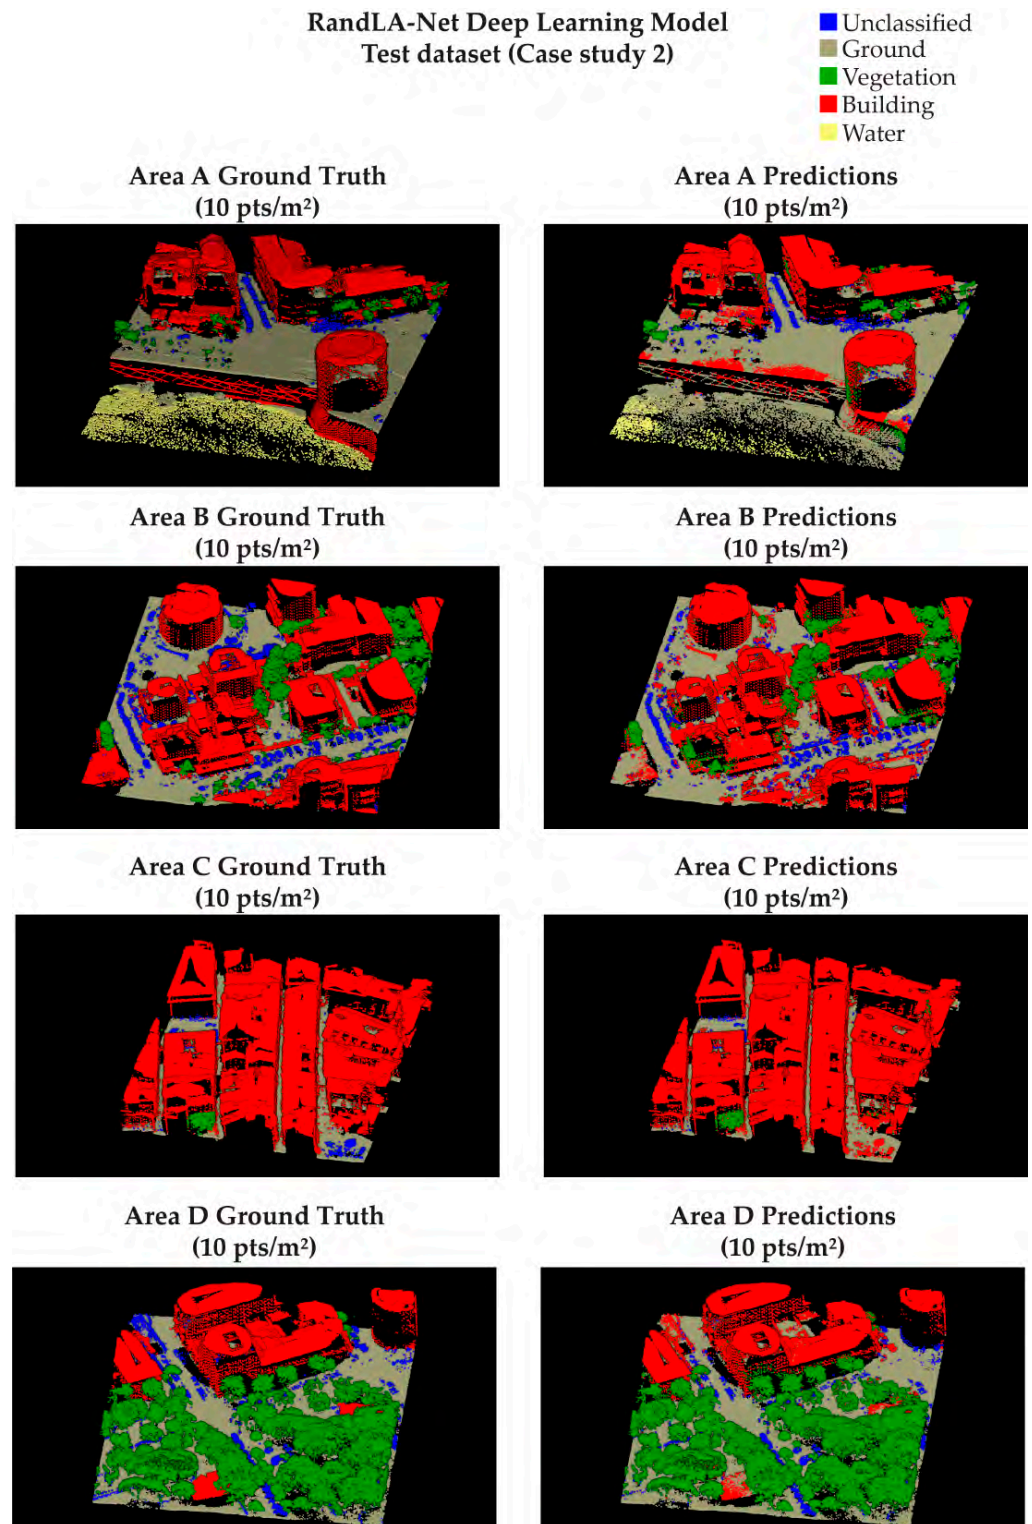 RandLA-Net Deep Learning Model
Test dataset (Case study 2)
Unclassified
Ground
Vegetation
Building
Water
Area A Ground Truth
(10 pts/m²)
Area A Predictions
(10 pts/m²)
Area B Ground Truth
(10 pts/m²)
Area B Predictions
(10 pts/m²)
Area C Ground Truth
(10 pts/m²)
Area C Predictions
(10 pts/m²)
Area D Ground Truth
(10 pts/m²)
Area D Predictions
(10 pts/m²)